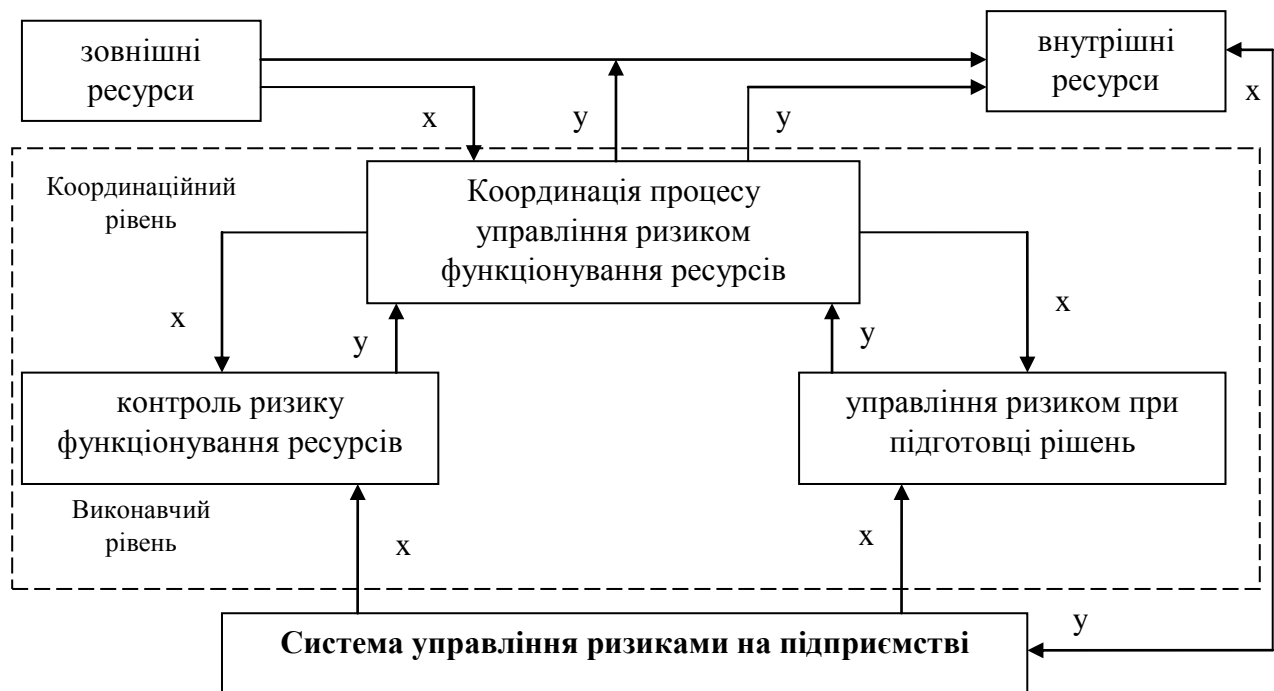 зовнішні
ресурси
внутрішні
ресурси
x
x
y
y
Координаційний
рівень
Координація процесу
управління ризиком
функціонування ресурсів
x
y
y
x
контроль ризику
функціонування ресурсів
управління ризиком при
підготовці рішень
Виконавчий
рівень
x
x
Система управління ризиками на підприємстві
y